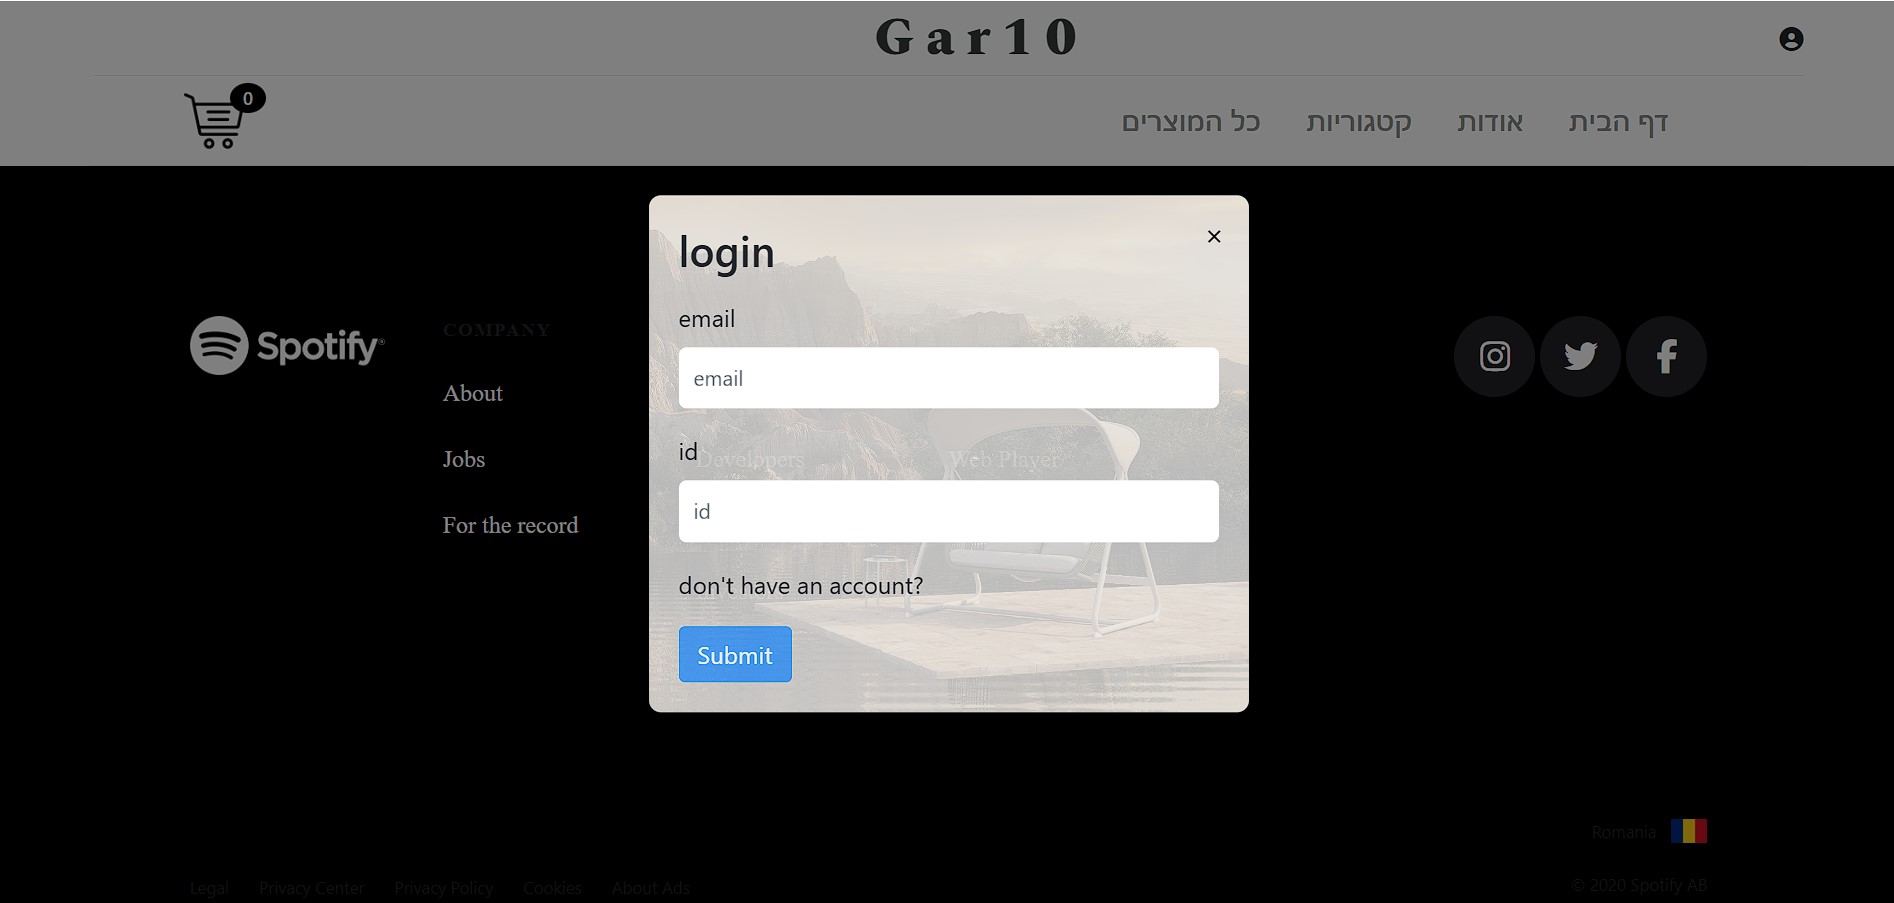 Gar10
0
דף הבית
אודות
קטגוריות
כל המוצרים
login
×
email
email
id
id
don't have an account?
Submit
Spotify®
COMPANY
About
Jobs
For the record
Developers
Web Player
Romania
Legal
Privacy Center
Privacy Policy
Cookies
About Ads
© 2020 Spotify AB